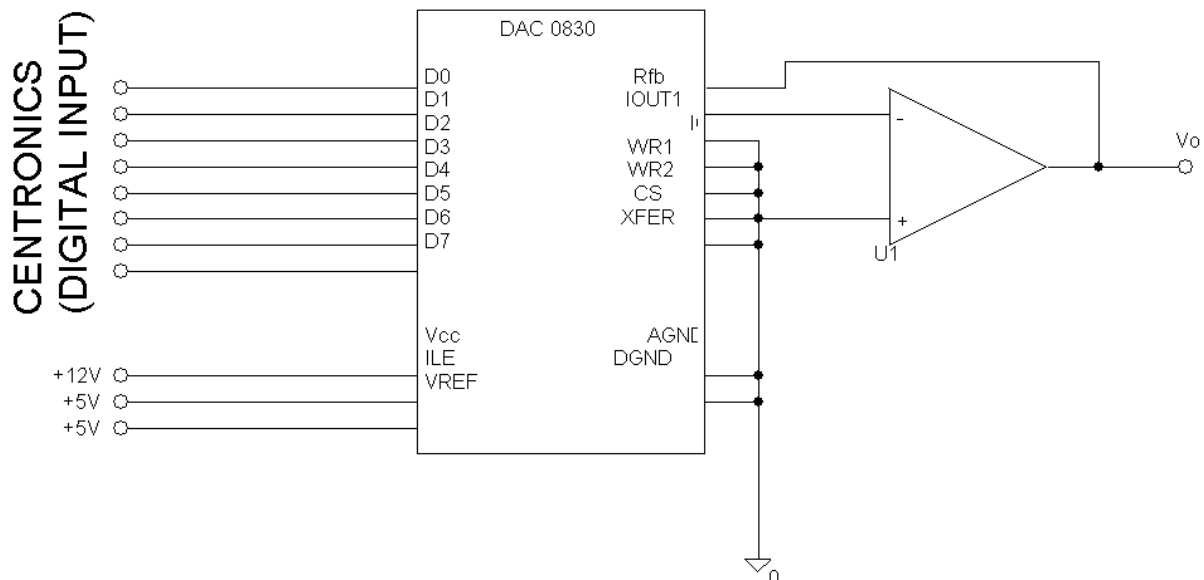 CENTRONICS
(DIGITAL INPUT)
DAC 0830
D0
D1
D2
D3
D4
D5
D6
D7
Vcc
ILE
VREF
+12V
+5V
+5V
Rfb
IOUT1
WR1
WR2
CS
XFER
DGND
-
+
U1
Vo
0